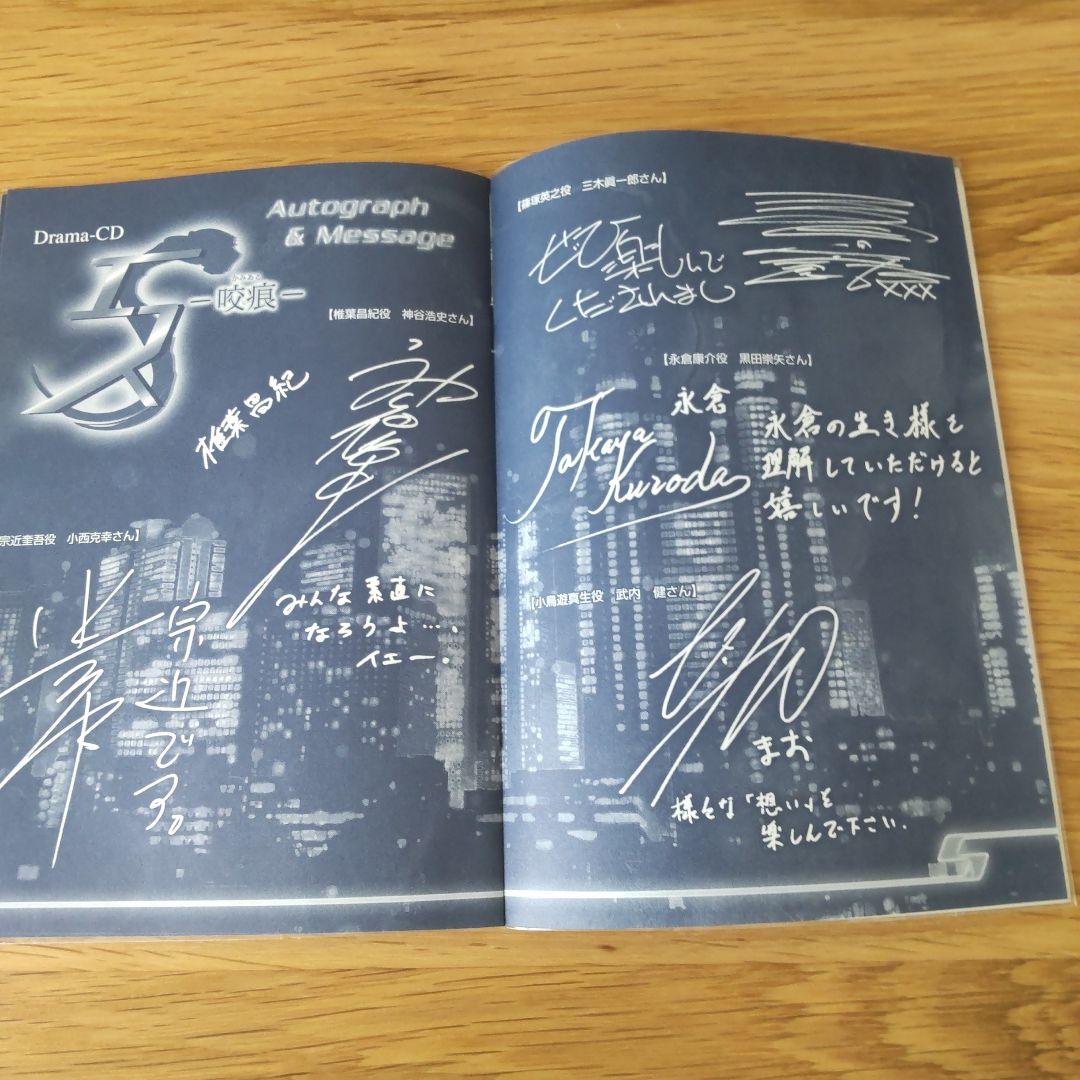 Autograph
& Message
Drama-CD
S
かみあと
―咬痕―
【椎葉昌紀役　神谷浩史さん】
椎葉昌紀
宗近奎吾役　小西克幸さん】
宗近です。
みんな素直に
なろうよ….
イエー.
【篠塚英之役　三木眞一郎さん】
ぜひ楽しんで
くださいまし
の
xxx
【永倉康介役　黒田崇矢さん】
Takaya
Kuroda
永倉
永倉の生き様を
理解していただけると
嬉しいです!
【小鳥遊真生役　武内　健さん】
まお
様々な「想い」を
楽しんで下さい.
S